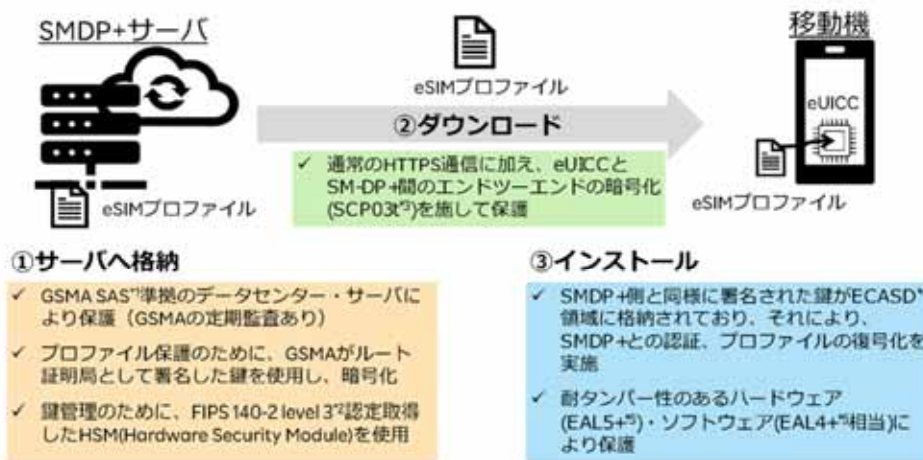 SMDP+サーバ
移動機
eSIMプロファイル
eUICC
②ダウンロード
✓ 通常のHTTPS通信に加え、eUICCと
SM-DP+間のエンドツーエンドの暗号化
(SCP03t*3)を施して保護
eSIMプロファイル
eSIMプロファイル
①サーバへ格納
✓ GSMA SAS*1準拠のデータセンター・サーバに
より保護（GSMAの定期監査あり）
✓ プロファイル保護のために、GSMAがルート
証明局として署名した鍵を使用し、暗号化
✓ 鍵管理のために、FIPS 140-2 level 3*2認定取得
したHSM(Hardware Security Module)を使用
③インストール
✓ SMDP+側と同様に署名された鍵がECASD*
領域に格納されており、それにより、
SMDP+との認証、プロファイルの復号化を
実施
✓ 耐タンパー性のあるハードウェア
(EAL5+*5)・ソフトウェア(EAL4+*5相当)に
より保護